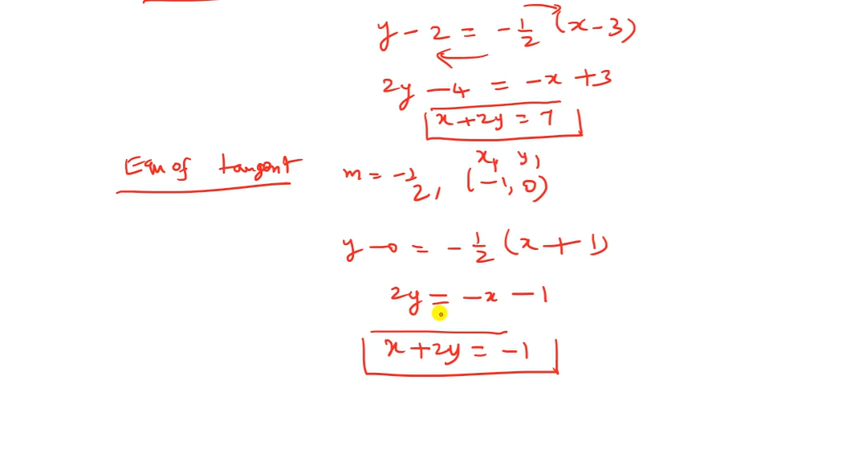 y - 2 = -1/2 (x - 3)
2y - 4 = -x + 3
x + 2y = 7
Eqn of tangent m = -1/2, (-1, 0)
x1 y1
y - 0 = -1/2 (x + 1)
2y = -x - 1
x + 2y = -1